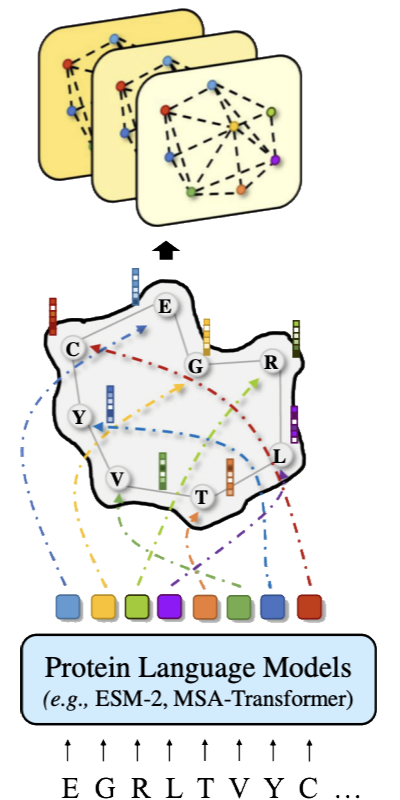 E
C
G
R
Y
L
V
T
Protein Language Models
(e.g., ESM-2, MSA-Transformer)
E G R L T V Y C ...